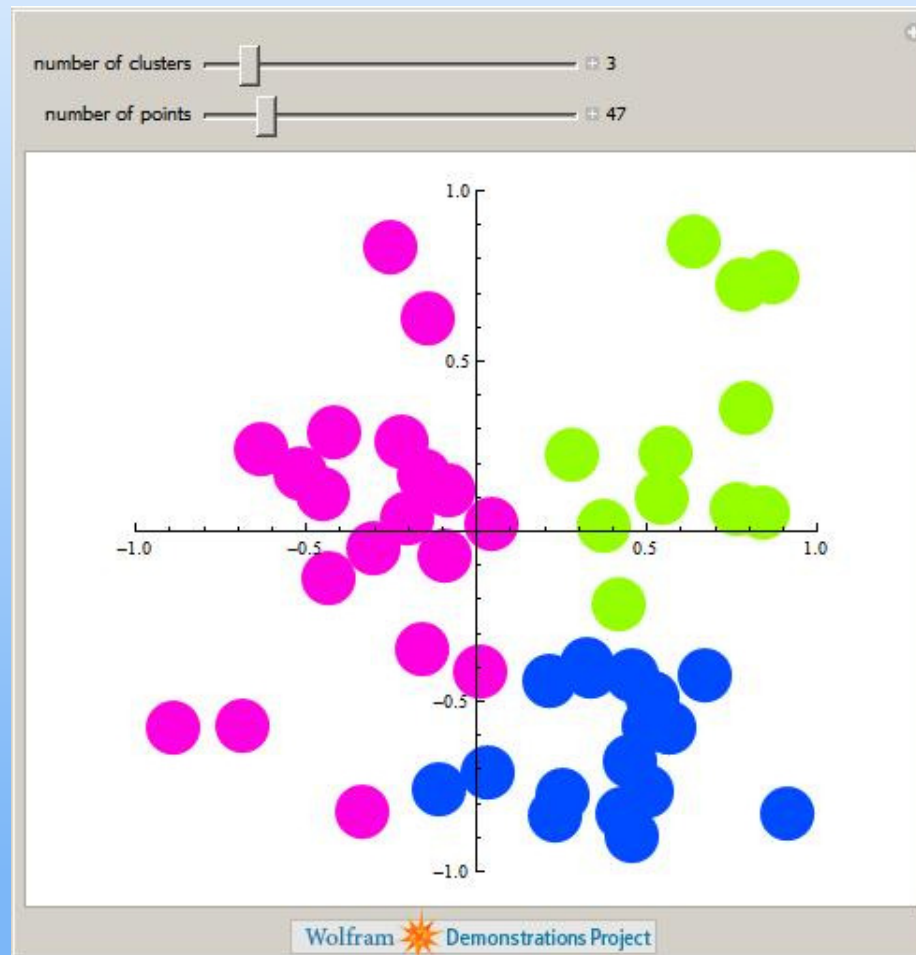 number of clusters 3
number of points 47
1.0
0.5
−1.0 −0.5 0.5 1.0
−0.5
−1.0
Wolfram Demonstrations Project